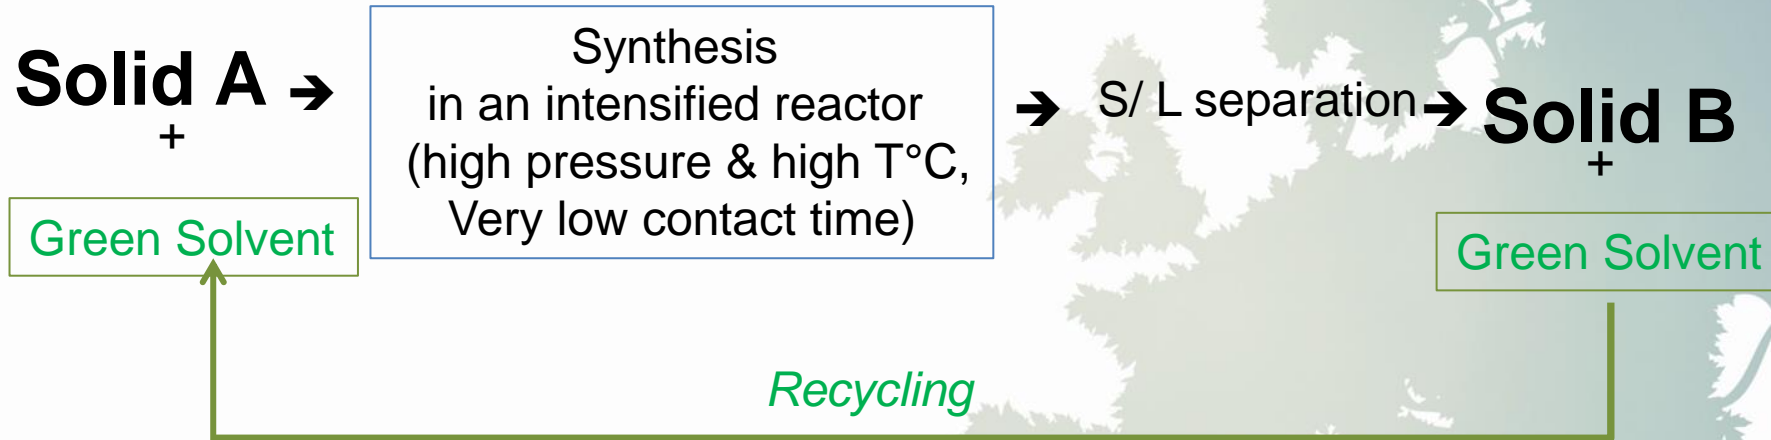 Solid A ➔
+
Green Solvent
Synthesis
in an intensified reactor
(high pressure & high T°C,
Very low contact time)
➔ S/ L separation ➔
Solid B
+
Green Solvent
Recycling